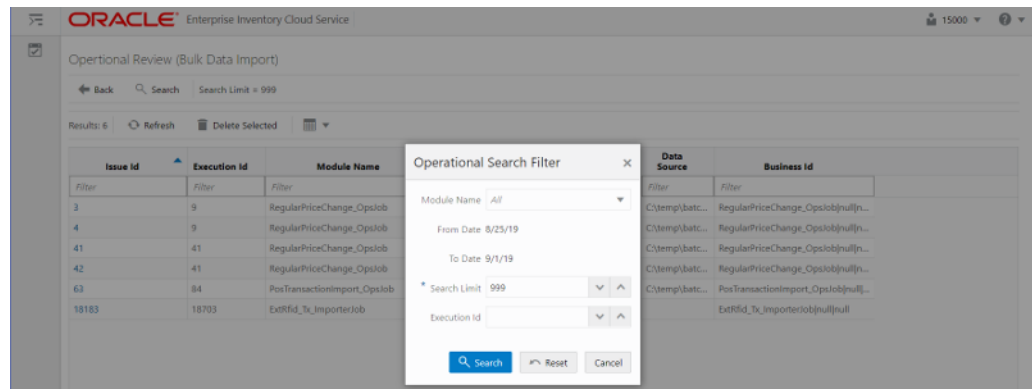 ORACLE Enterprise Inventory Cloud Service 15000
Opertional Review (Bulk Data Import)
Back Search Search Limit = 999
Results: 6 Refresh Delete Selected
Issue Id Execution Id Module Name Data Source Business Id
Filter Filter Filter Filter Filter
3 9 RegularPriceChange_OpsJob C:\temp\batc... RegularPriceChange_OpsJob|null|n...
4 9 RegularPriceChange_OpsJob C:\temp\batc... RegularPriceChange_OpsJob|null|n...
41 41 RegularPriceChange_OpsJob C:\temp\batc... RegularPriceChange_OpsJob|null|n...
42 41 RegularPriceChange_OpsJob C:\temp\batc... RegularPriceChange_OpsJob|null|n...
63 84 PosTransactionImport_OpsJob C:\temp\batc... PosTransactionImport_OpsJob|null|...
18183 18703 ExtRfid_Tx_ImporterJob ExtRfid_Tx_ImporterJob|null|null
Operational Search Filter
Module Name All
From Date 8/25/19
To Date 9/1/19
* Search Limit 999
Execution Id
Search Reset Cancel